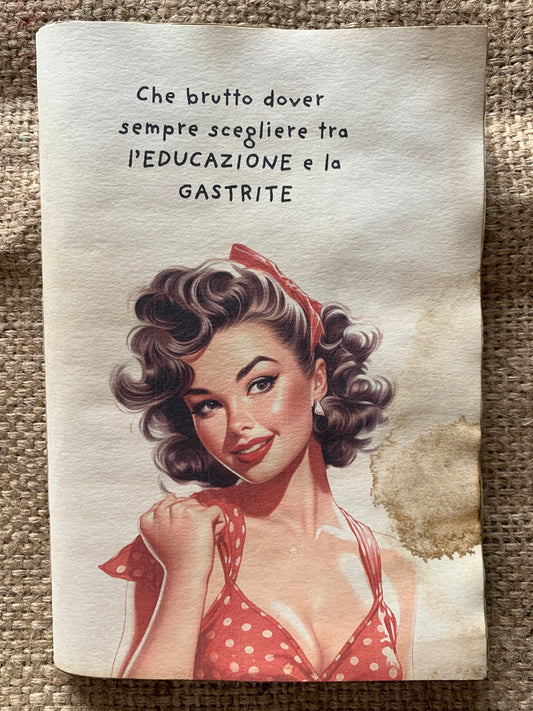 Che brutto dover
sempre scegliere tra
l'EDUCAZIONE e la
GASTRITE